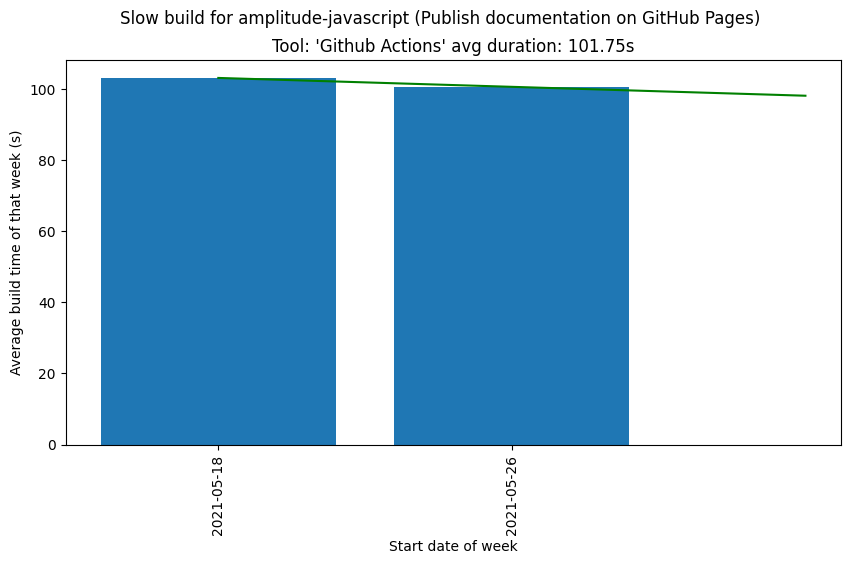 Slow build for amplitude-javascript (Publish documentation on GitHub Pages)
Tool: 'Github Actions' avg duration: 101.75s
Average build time of that week (s)
100
80
60
40
20
0
2021-05-18
2021-05-26
Start date of week